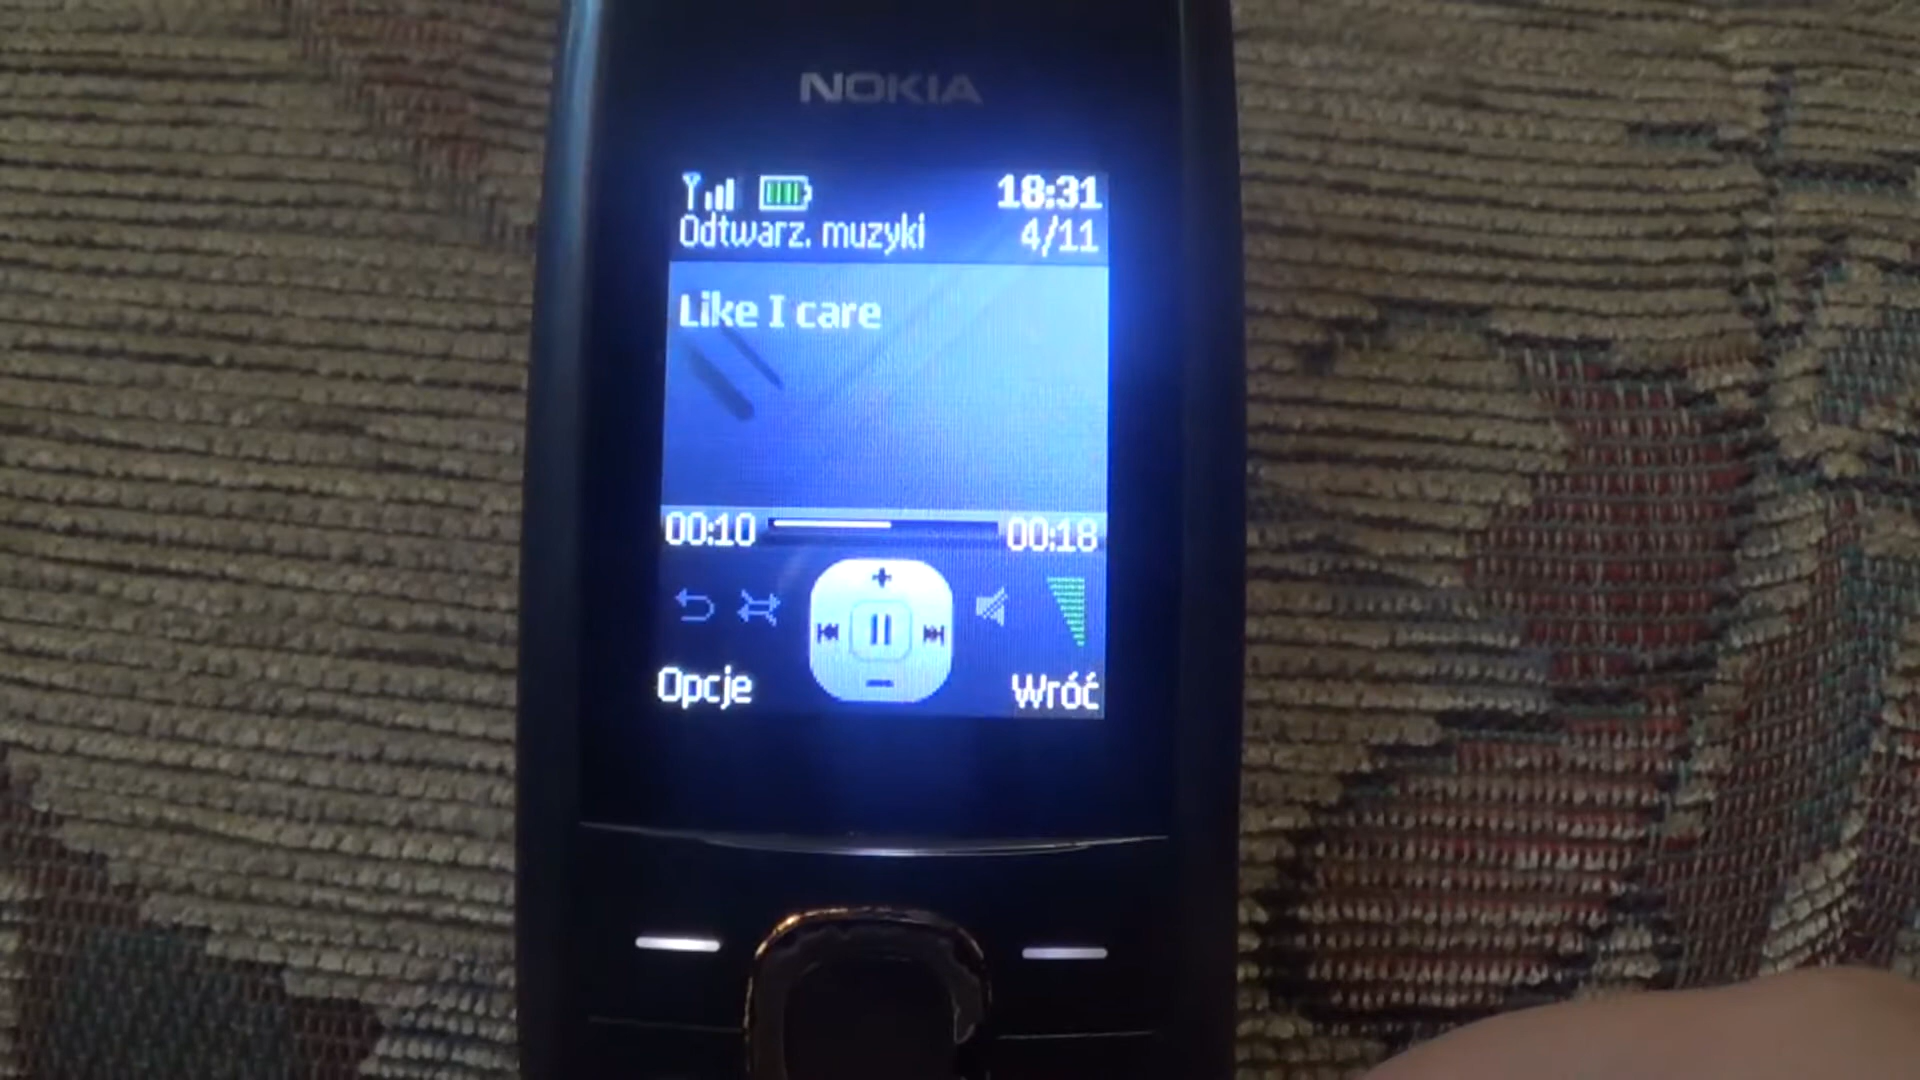 NOKIA
18:31
Odtwarz. muzyki 4/11
Like I care
00:10 00:18
Opcje Wróć